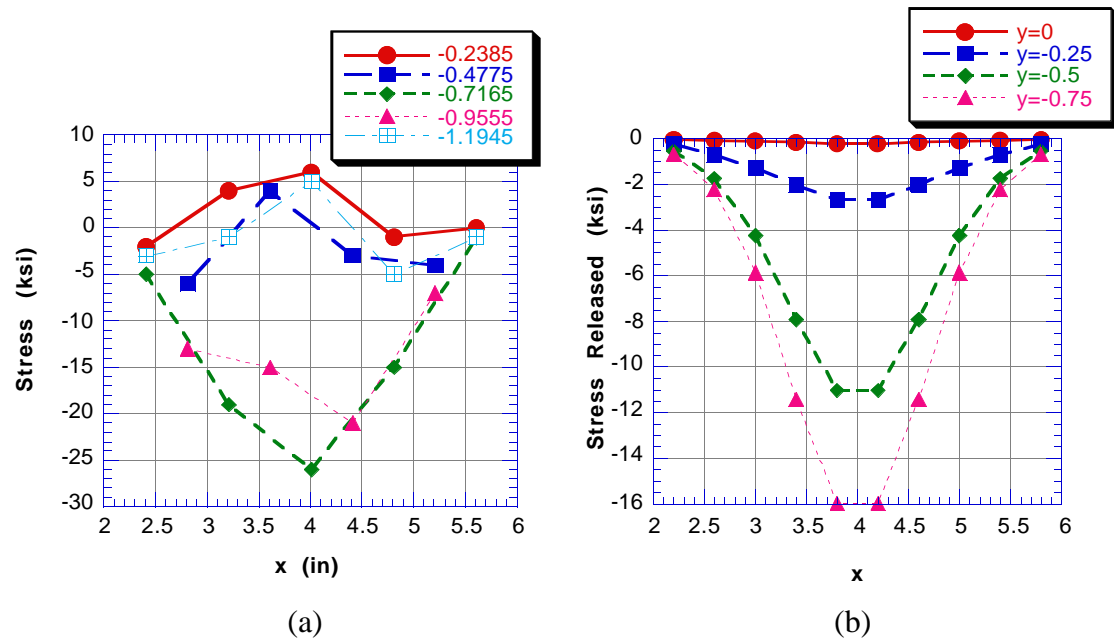 -0.2385
-0.4775
-0.7165
-0.9555
-1.1945
10
5
0
-5
-10
-15
-20
-25
-30
Stress (ksi)
2 2.5 3 3.5 4 4.5 5 5.5 6
x (in)
(a)
y=0
y=-0.25
y=-0.5
y=-0.75
0
-2
-4
-6
-8
-10
-12
-14
-16
Stress Released (ksi)
2 2.5 3 3.5 4 4.5 5 5.5 6
x
(b)